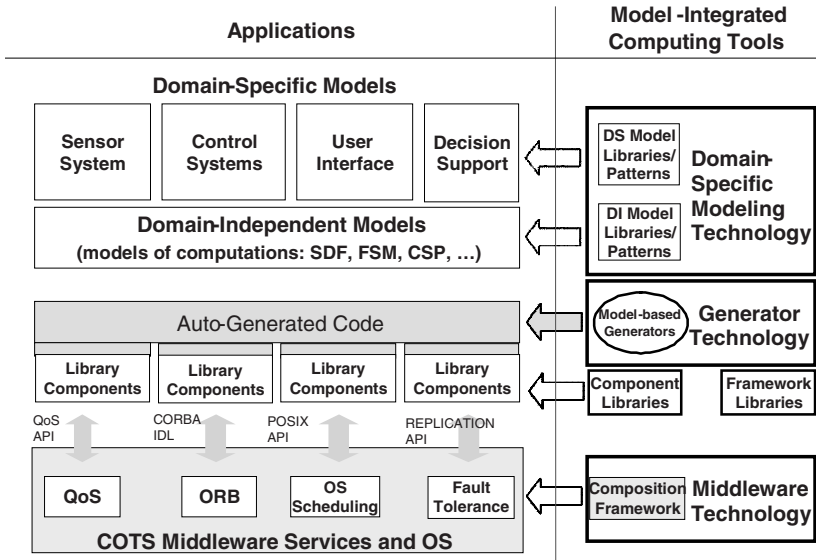 Applications
Model -Integrated
Computing Tools
Domain-Specific Models
Sensor
System
Control
Systems
User
Interface
Decision
Support
DS Model
Libraries/
Patterns
Domain-
Specific
Modeling
Technology
Domain-Independent Models
(models of computations: SDF, FSM, CSP, …)
DI Model
Libraries/
Patterns
Auto-Generated Code
Model-based
Generators
Generator
Technology
Library
Components
Library
Components
Library
Components
Library
Components
Component
Libraries
Framework
Libraries
QoS
API
CORBA
IDL
POSIX
API
REPLICATION
API
QoS
ORB
OS
Scheduling
Fault
Tolerance
COTS Middleware Services and OS
Composition
Framework
Middleware
Technology